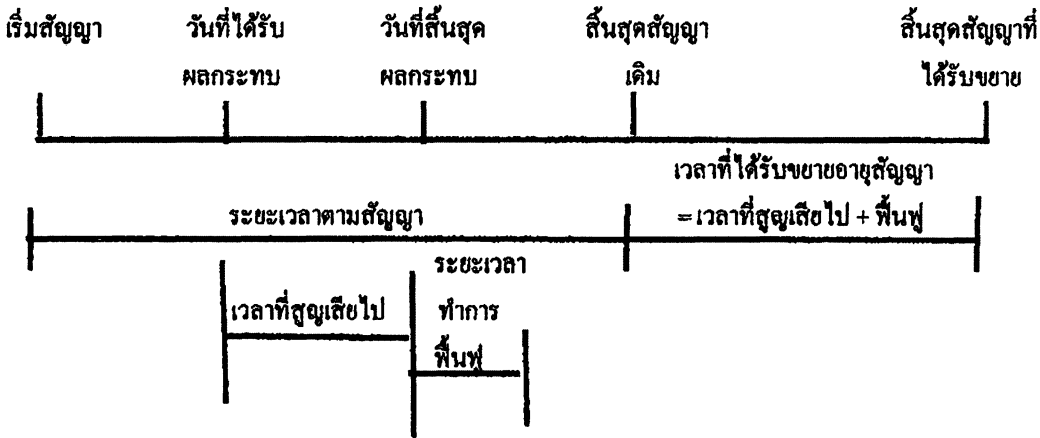 เริ่มสัญญา วันที่ได้รับ วันที่สิ้นสุด สิ้นสุดสัญญา สิ้นสุดสัญญาที่
ผลกระทบ ผลกระทบ เดิม ได้รับขยาย
เวลาที่ได้รับขยายอายุสัญญา
ระยะเวลาตามสัญญา = เวลาที่สูญเสียไป + ฟื้นฟู
ระยะเวลา
เวลาที่สูญเสียไป ทำการ
ฟื้นฟู